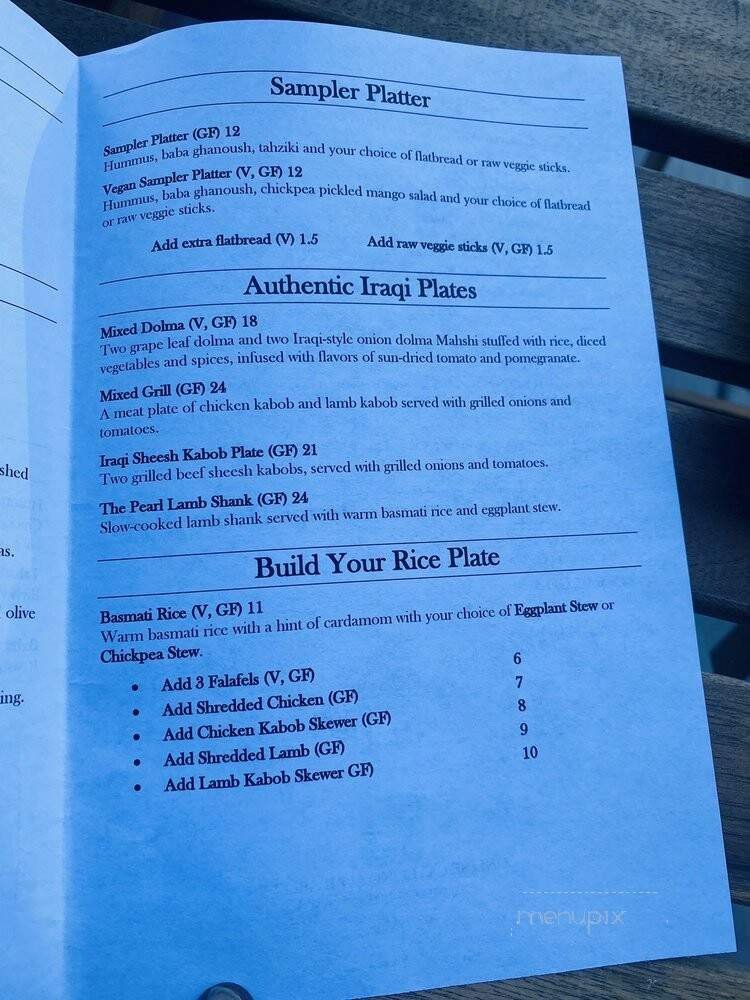 shed
as.
olive
ing.
Sampler Platter
Sampler Platter (GF) 12
Hummus, baba ghanoush, tahziki and your choice of flatbread or raw veggie sticks.
Vegan Sampler Platter (V, GF) 12
Hummus, baba ghanoush, chickpea pickled mango salad and your choice of flatbread
or raw veggie sticks.
Add extra flatbread (V) 1.5 Add raw veggie sticks (V, GF) 1.5
Authentic Iraqi Plates
Mixed Dolma (V, GF) 18
Two grape leaf dolma and two Iraqi-style onion dolma Mahshi stuffed with rice, diced
vegetables and spices, infused with flavors of sun-dried tomato and pomegranate.
Mixed Grill (GF) 24
A meat plate of chicken kabob and lamb kabob served with grilled onions and
tomatoes.
Iraqi Sheesh Kabob Plate (GF) 21
Two grilled beef sheesh kabobs, served with grilled onions and tomatoes.
The Pearl Lamb Shank (GF) 24
Slow-cooked lamb shank served with warm basmati rice and eggplant stew.
Build Your Rice Plate
Basmati Rice (V, GF) 11
Warm basmati rice with a hint of cardamom with your choice of Eggplant Stew or
Chickpea Stew.
• Add 3 Falafels (V, GF) 6
• Add Shredded Chicken (GF) 7
• Add Chicken Kabob Skewer (GF) 8
• Add Shredded Lamb (GF) 9
• Add Lamb Kabob Skewer GF) 10
menupix